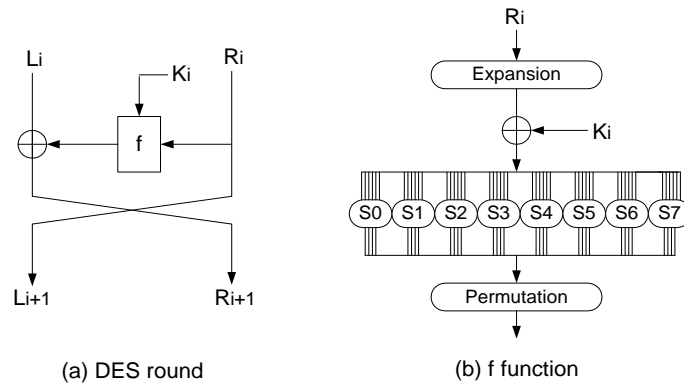 Li
Ri
Ki
f
Li+1
Ri+1
(a) DES round
Ri
Expansion
Ki
S0 S1 S2 S3 S4 S5 S6 S7
Permutation
(b) f function